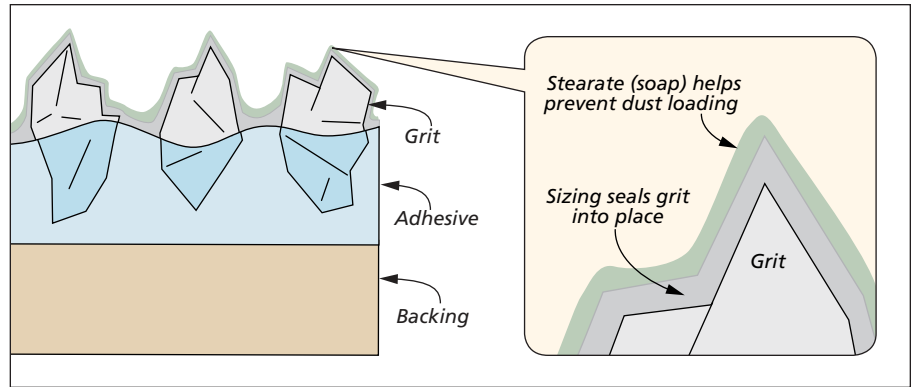 Grit
Adhesive
Backing
Stearate (soap) helps
prevent dust loading
Sizing seals grit
into place
Grit